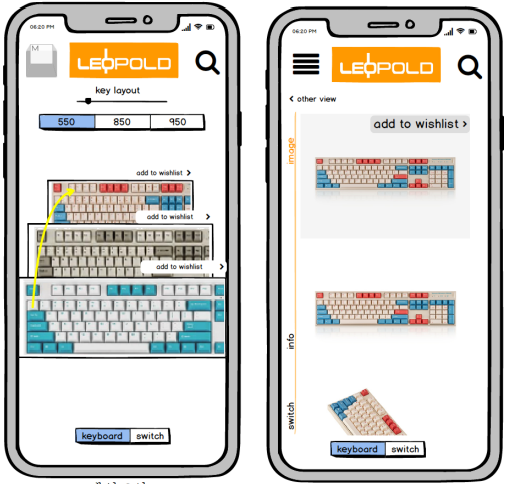 06:20 PM
M
LEOPOLD
key layout
550 850 950
add to wishlist >
add to wishlist >
add to wishlist >
keyboard switch
06:20 PM
LEOPOLD
< other view
add to wishlist >
image
info
switch
keyboard switch